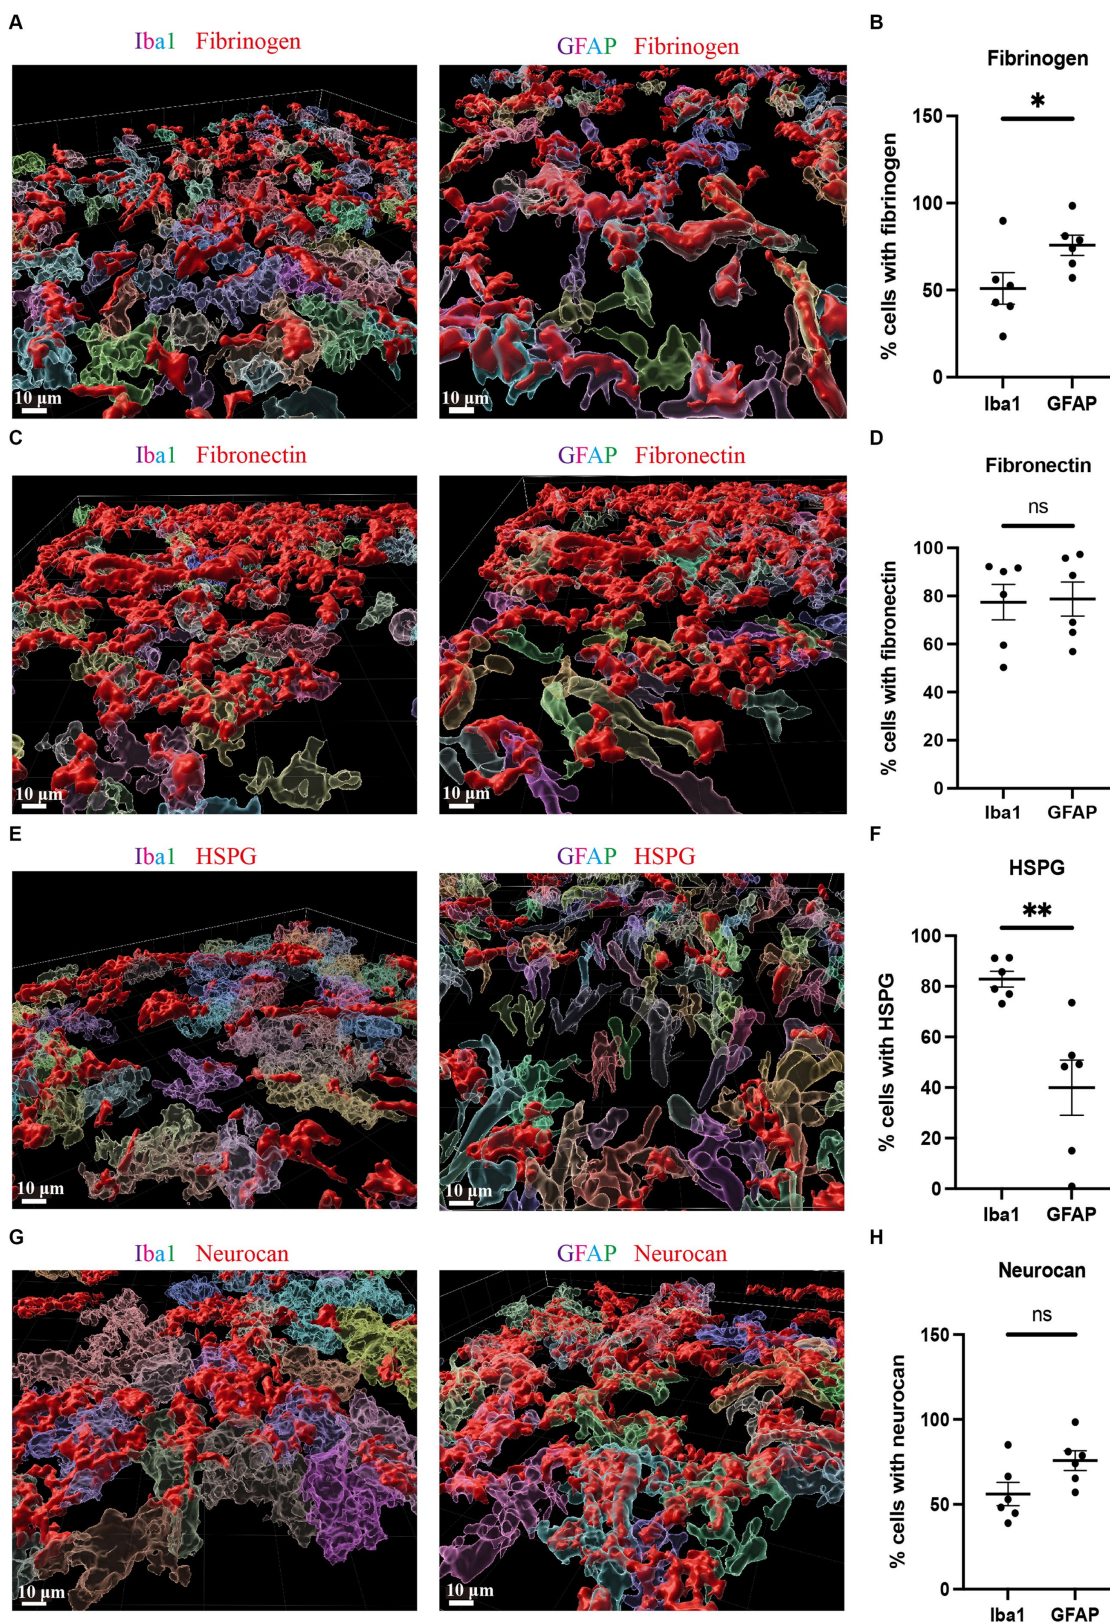 A
Iba1 Fibrinogen
GFAP Fibrinogen
B
Fibrinogen
*
150
100
50
0
% cells with fibrinogen
Iba1 GFAP
10 µm
10 µm
C
Iba1 Fibronectin
GFAP Fibronectin
D
Fibronectin
ns
100
80
60
40
20
0
% cells with fibronectin
Iba1 GFAP
10 µm
10 µm
E
Iba1 HSPG
GFAP HSPG
F
HSPG
**
100
80
60
40
20
0
% cells with HSPG
Iba1 GFAP
10 µm
10 µm
G
Iba1 Neurocan
GFAP Neurocan
H
Neurocan
ns
150
100
50
0
% cells with neurocan
Iba1 GFAP
10 µm
10 µm